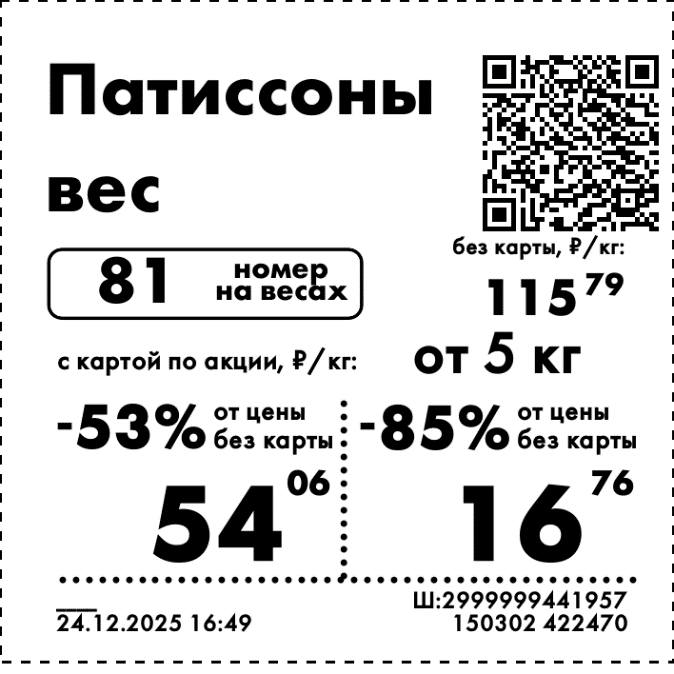 Патиссоны
вес
81 номер
на весах
без карты, ₽/кг:
115 79
с картой по акции, ₽/кг:
от 5 кг
-53% от цены
без карты
-85% от цены
без карты
54 06
16 76
Ш:2999999441957
24.12.2025 16:49
150302 422470